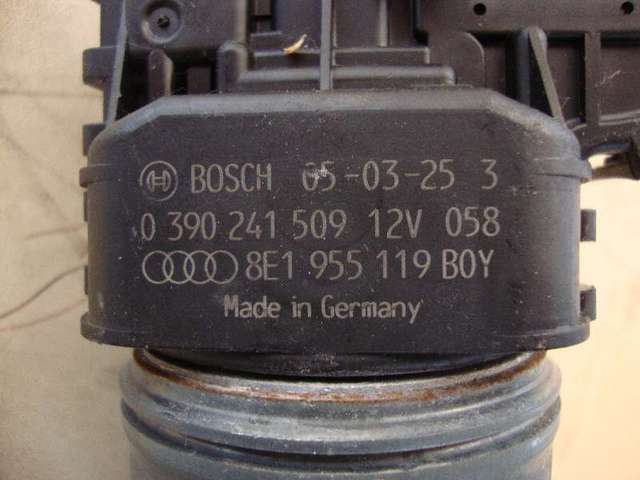 BOSCH 05-03-25 3
0 390 241 509 12V 058
8E1 955 119 B0Y
Made in Germany